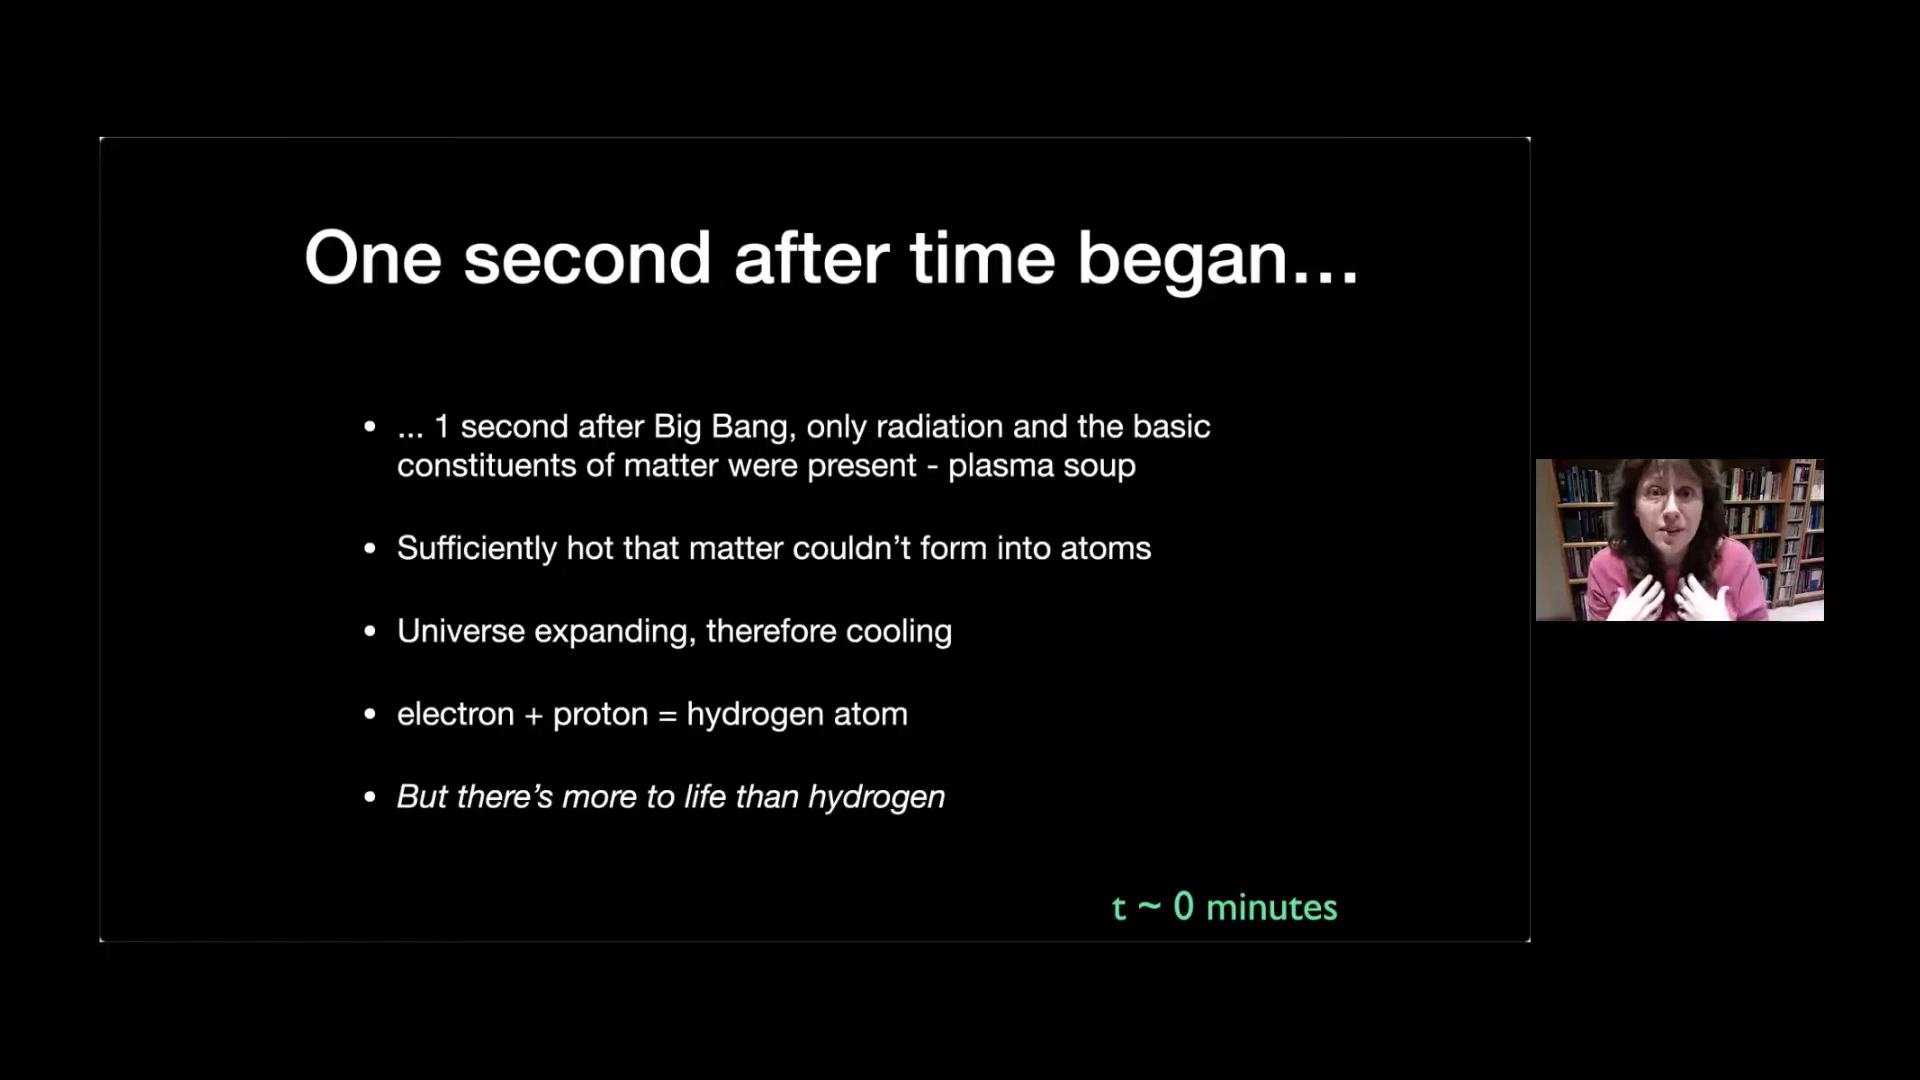 One second after time began...
• ... 1 second after Big Bang, only radiation and the basic
constituents of matter were present - plasma soup
• Sufficiently hot that matter couldn’t form into atoms
• Universe expanding, therefore cooling
• electron + proton = hydrogen atom
• But there’s more to life than hydrogen
t ~ 0 minutes